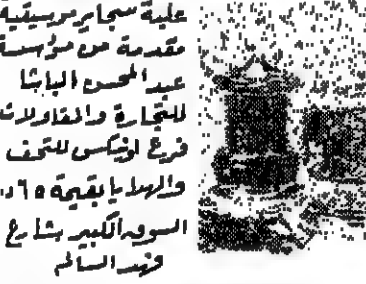 علبة سجاير موسيقية
مقدمة من مؤسسة
عبد المحسن البابطا
للتجارة والمقاولات
فرع اونيكس للتحف
والهدايا بقيمة ٦٥ د.
السوق الكبير بشارع
فهد السالم